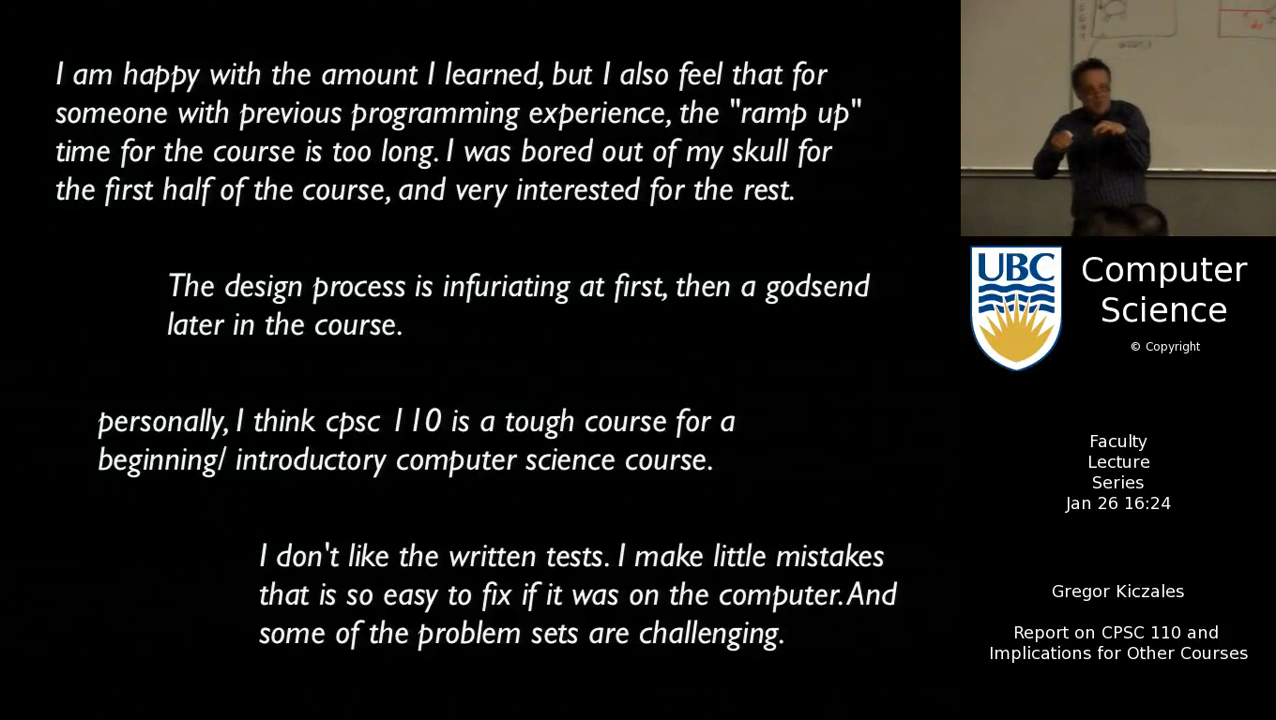 I am happy with the amount I learned, but I also feel that for
someone with previous programming experience, the "ramp up"
time for the course is too long. I was bored out of my skull for
the first half of the course, and very interested for the rest.
The design process is infuriating at first, then a godsend
later in the course.
personally, I think cpsc 110 is a tough course for a
beginning/ introductory computer science course.
I don't like the written tests. I make little mistakes
that is so easy to fix if it was on the computer. And
some of the problem sets are challenging.
UBC
Computer
Science
© Copyright
Faculty
Lecture
Series
Jan 26 16:24
Gregor Kiczales
Report on CPSC 110 and
Implications for Other Courses